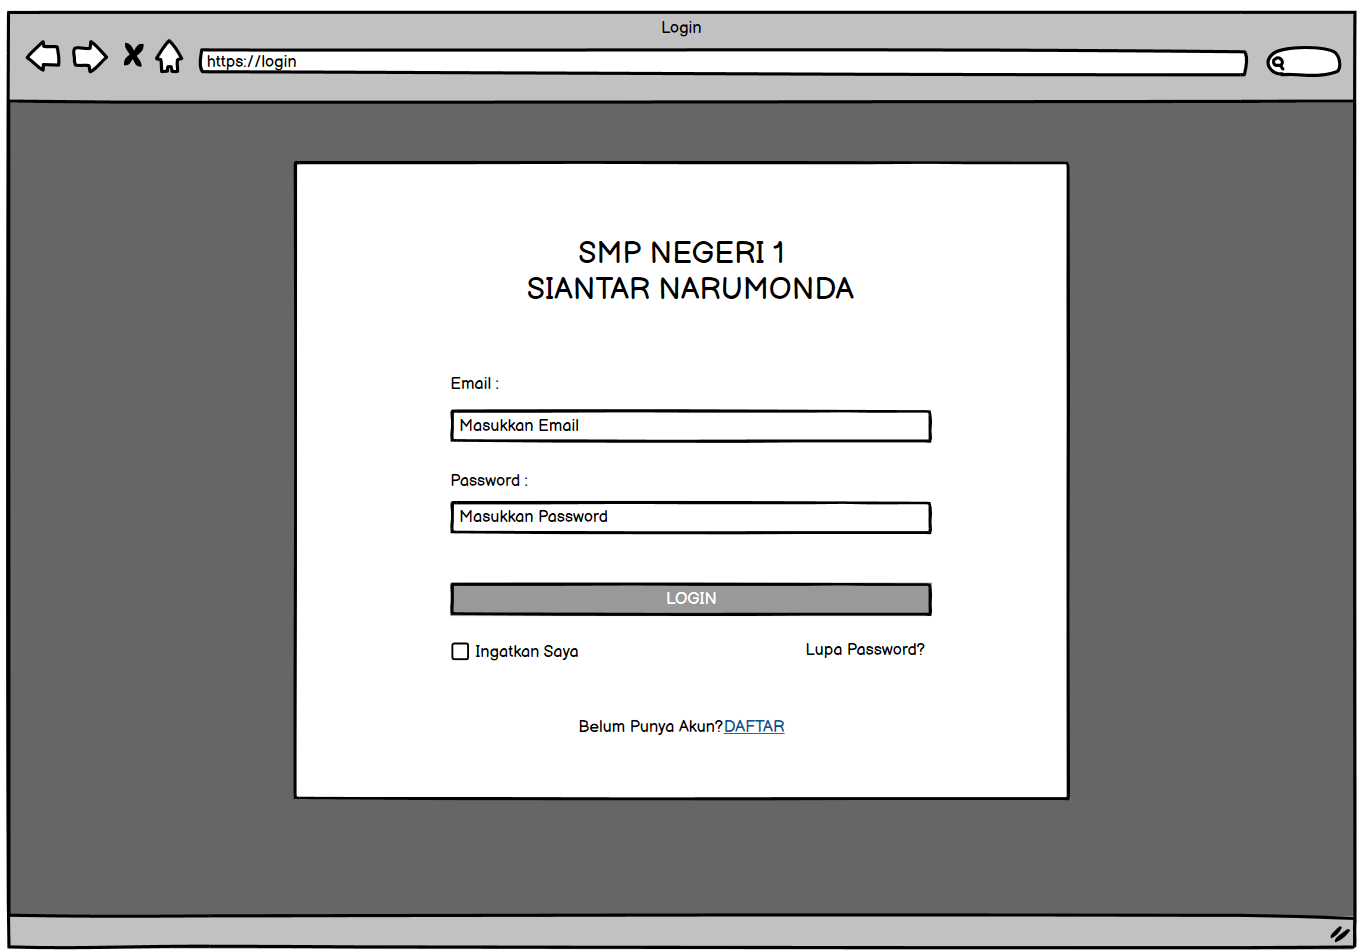 Login
https://login
SMP NEGERI 1
SIANTAR NARUMONDA
Email :
Masukkan Email
Password :
Masukkan Password
LOGIN
Ingatkan Saya
Lupa Password?
Belum Punya Akun?DAFTAR